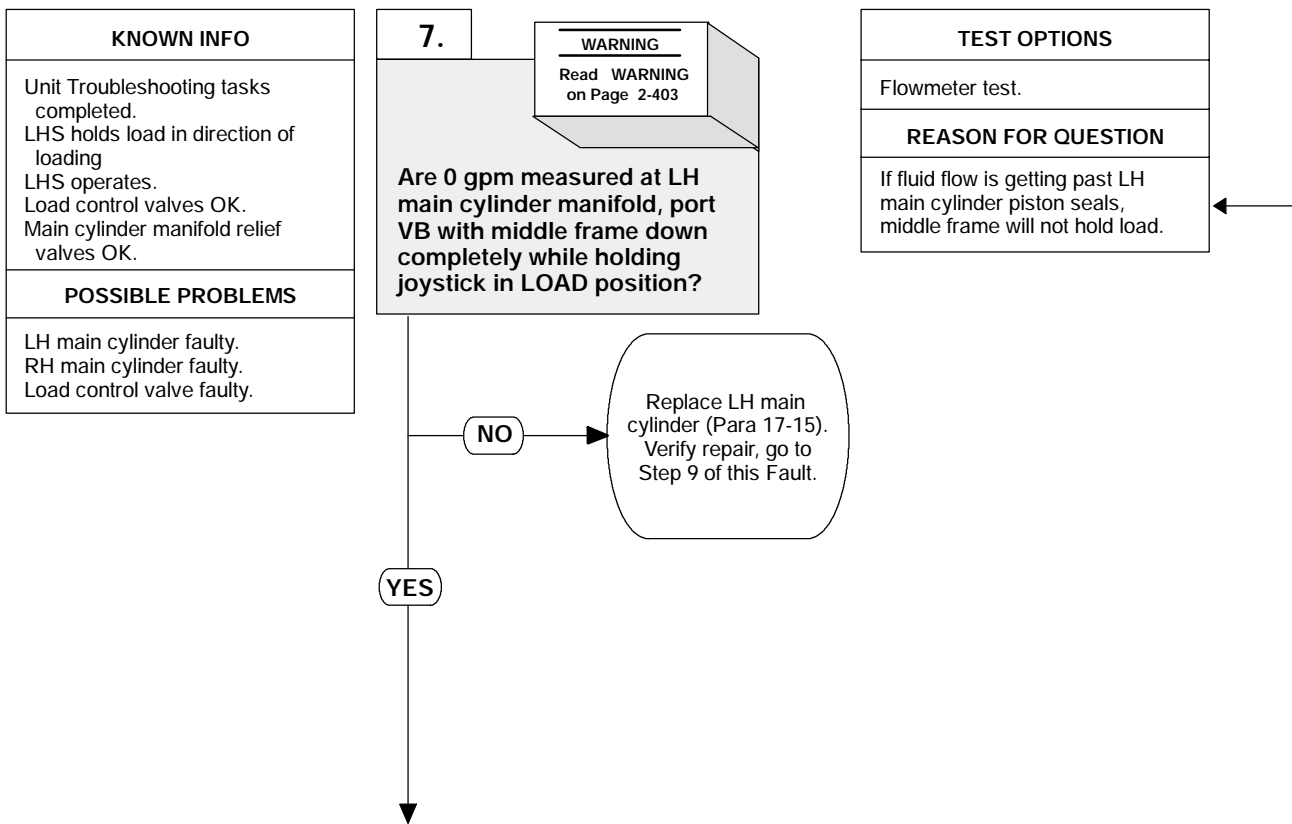 KNOWN INFO
Unit Troubleshooting tasks
completed.
LHS holds load in direction of
loading
LHS operates.
Load control valves OK.
Main cylinder manifold relief
valves OK.
POSSIBLE PROBLEMS
LH main cylinder faulty.
RH main cylinder faulty.
Load control valve faulty.
7.
WARNING
Read WARNING
on Page 2-403
Are 0 gpm measured at LH
main cylinder manifold, port
VB with middle frame down
completely while holding
joystick in LOAD position?
TEST OPTIONS
Flowmeter test.
REASON FOR QUESTION
If fluid flow is getting past LH
main cylinder piston seals,
middle frame will not hold load.
NO
Replace LH main
cylinder (Para 17-15).
Verify repair, go to
Step 9 of this Fault.
YES